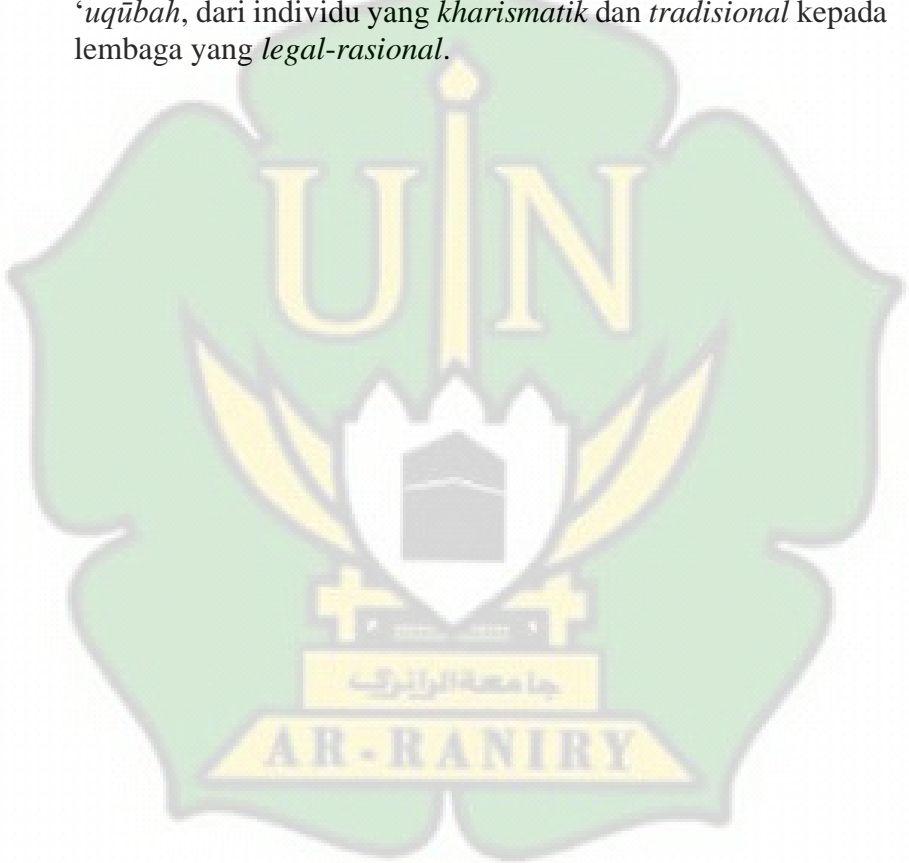 ‘uqūbah, dari individu yang kharismatik dan tradisional kepada
lembaga yang legal-rasional.
UIN
جامعة الرانري
AR-RANIRY